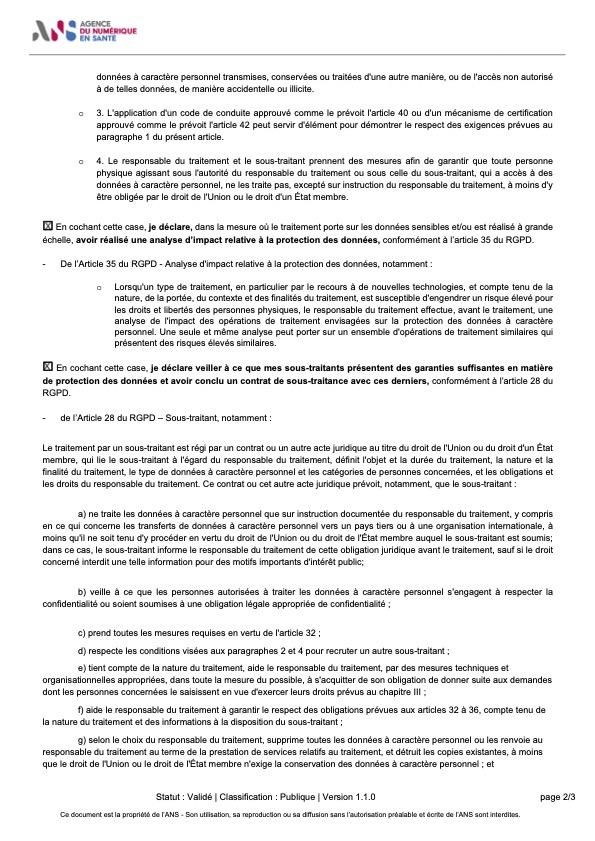 AGENCE
DU NUMÉRIQUE
EN SANTÉ
données à caractère personnel transmises, conservées ou traitées d'une autre manière, ou de l'accès non autorisé
à de telles données, de manière accidentelle ou illicite.
o 3. L'application d'un code de conduite approuvé comme le prévoit l'article 40 ou d'un mécanisme de certification
approuvé comme le prévoit l'article 42 peut servir d'élément pour démontrer le respect des exigences prévues au
paragraphe 1 du présent article.
o 4. Le responsable du traitement et le sous-traitant prennent des mesures afin de garantir que toute personne
physique agissant sous l'autorité du responsable du traitement ou sous celle du sous-traitant, qui a accès à des
données à caractère personnel, ne les traite pas, excepté sur instruction du responsable du traitement, à moins d'y
être obligée par le droit de l'Union ou le droit d'un État membre.
☒ En cochant cette case, je déclare, dans la mesure où le traitement porte sur les données sensibles et/ou est réalisé à grande
échelle, avoir réalisé une analyse d'impact relative à la protection des données, conformément à l'article 35 du RGPD.
- De l'Article 35 du RGPD - Analyse d'impact relative à la protection des données, notamment :
o Lorsqu'un type de traitement, en particulier par le recours à de nouvelles technologies, et compte tenu de la
nature, de la portée, du contexte et des finalités du traitement, est susceptible d'engendrer un risque élevé pour
les droits et libertés des personnes physiques, le responsable du traitement effectue, avant le traitement, une
analyse de l'impact des opérations de traitement envisagées sur la protection des données à caractère
personnel. Une seule et même analyse peut porter sur un ensemble d'opérations de traitement similaires qui
présentent des risques élevés similaires.
☒ En cochant cette case, je déclare veiller à ce que mes sous-traitants présentent des garanties suffisantes en matière
de protection des données et avoir conclu un contrat de sous-traitance avec ces derniers, conformément à l'article 28 du
RGPD.
- de l'Article 28 du RGPD – Sous-traitant, notamment :
Le traitement par un sous-traitant est régi par un contrat ou un autre acte juridique au titre du droit de l'Union ou du droit d'un État
membre, qui lie le sous-traitant à l'égard du responsable du traitement, définit l'objet et la durée du traitement, la nature et la
finalité du traitement, le type de données à caractère personnel et les catégories de personnes concernées, et les obligations et
les droits du responsable du traitement. Ce contrat ou cet autre acte juridique prévoit, notamment, que le sous-traitant :
a) ne traite les données à caractère personnel que sur instruction documentée du responsable du traitement, y compris
en ce qui concerne les transferts de données à caractère personnel vers un pays tiers ou à une organisation internationale, à
moins qu'il ne soit tenu d'y procéder en vertu du droit de l'Union ou du droit de l'État membre auquel le sous-traitant est soumis;
dans ce cas, le sous-traitant informe le responsable du traitement de cette obligation juridique avant le traitement, sauf si le droit
concerné interdit une telle information pour des motifs importants d'intérêt public;
b) veille à ce que les personnes autorisées à traiter les données à caractère personnel s'engagent à respecter la
confidentialité ou soient soumises à une obligation légale appropriée de confidentialité ;
c) prend toutes les mesures requises en vertu de l'article 32 ;
d) respecte les conditions visées aux paragraphes 2 et 4 pour recruter un autre sous-traitant ;
e) tient compte de la nature du traitement, aide le responsable du traitement, par des mesures techniques et
organisationnelles appropriées, dans toute la mesure du possible, à s'acquitter de son obligation de donner suite aux demandes
dont les personnes concernées le saisissent en vue d'exercer leurs droits prévus au chapitre III ;
f) aide le responsable du traitement à garantir le respect des obligations prévues aux articles 32 à 36, compte tenu de
la nature du traitement et des informations à la disposition du sous-traitant ;
g) selon le choix du responsable du traitement, supprime toutes les données à caractère personnel ou les renvoie au
responsable du traitement au terme de la prestation de services relatifs au traitement, et détruit les copies existantes, à moins
que le droit de l'Union ou le droit de l'État membre n'exige la conservation des données à caractère personnel ; et
Statut : Validé | Classification : Publique | Version 1.1.0
page 2/3
Ce document est la propriété de l'ANS - Son utilisation, sa reproduction ou sa diffusion sans l'autorisation préalable et écrite de l'ANS sont interdites.